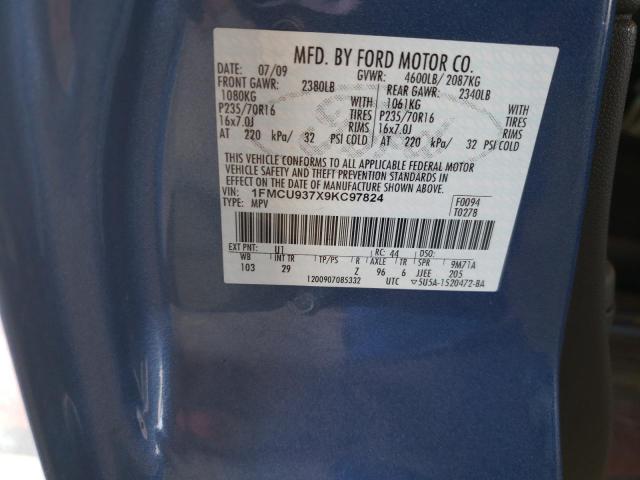 MFD. BY FORD MOTOR CO.
DATE: 07/09 GVWR: 4600LB/ 2087KG
FRONT GAWR: 2380LB REAR GAWR: 2340LB
1080KG 1061KG
P235/70R16 TIRES P235/70R16 TIRES
16x7.0J RIMS 16x7.0J RIMS
AT 220 kPa/ 32 PSI COLD AT 220 kPa/ 32 PSI COLD
THIS VEHICLE CONFORMS TO ALL APPLICABLE FEDERAL MOTOR
VEHICLE SAFETY AND BUMPER STANDARDS IN EFFECT ON THE DATE OF
MANUFACTURE SHOWN ABOVE.
VIN: 1FMCU937X9KC97824 F0094
TYPE: MPV T0278
EXT PNT: U1 RC: 44 DSO:
WB INT TR TP/PS R AXLE TR SPR 9M71A
103 29 Z 96 6 JJEE 205
1200907085332 UTC ▽5U5A-1520472-BA
Ford